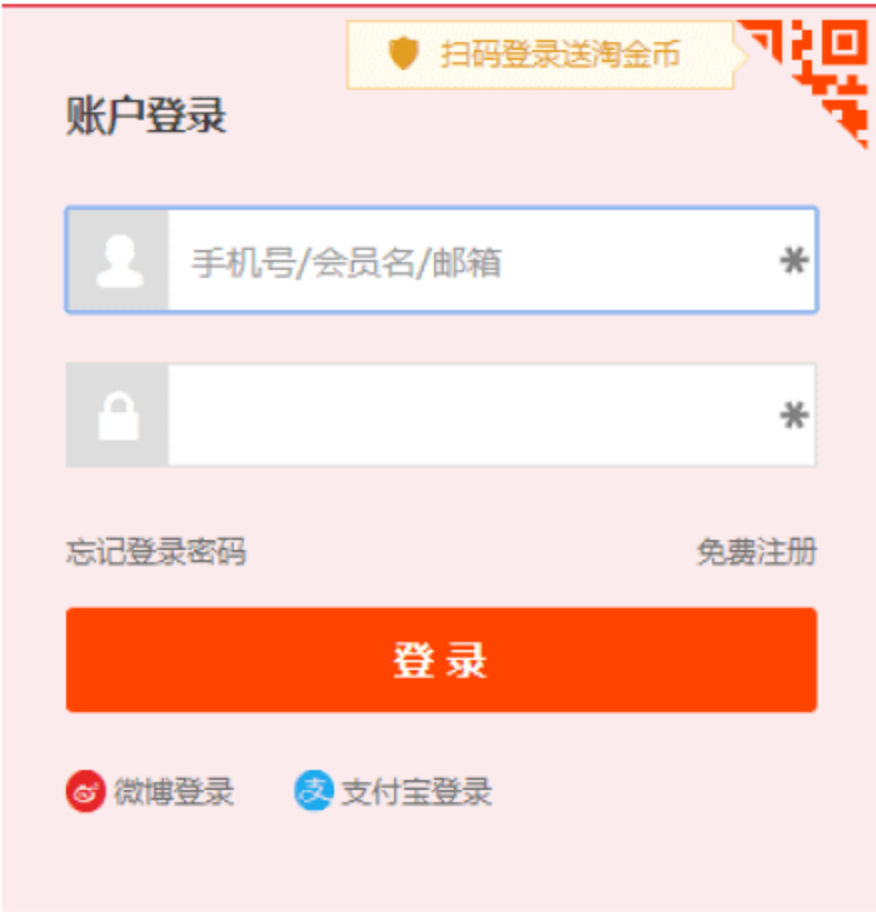 扫码登录送淘金币
账户登录
手机号/会员名/邮箱
忘记登录密码 免费注册
登 录
微博登录 支付宝登录